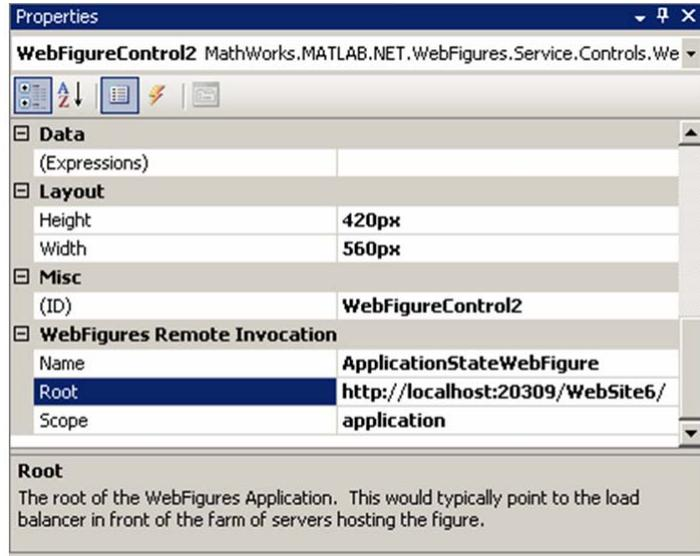 Properties
WebFigureControl2 MathWorks.MATLAB.NET.WebFigures.Service.Controls.We
Data
(Expressions)
Layout
Height 420px
Width 560px
Misc
(ID) WebFigureControl2
WebFigures Remote Invocation
Name ApplicationStateWebFigure
Root http://localhost:20309/WebSite6/
Scope application
Root
The root of the WebFigures Application. This would typically point to the load
balancer in front of the farm of servers hosting the figure.